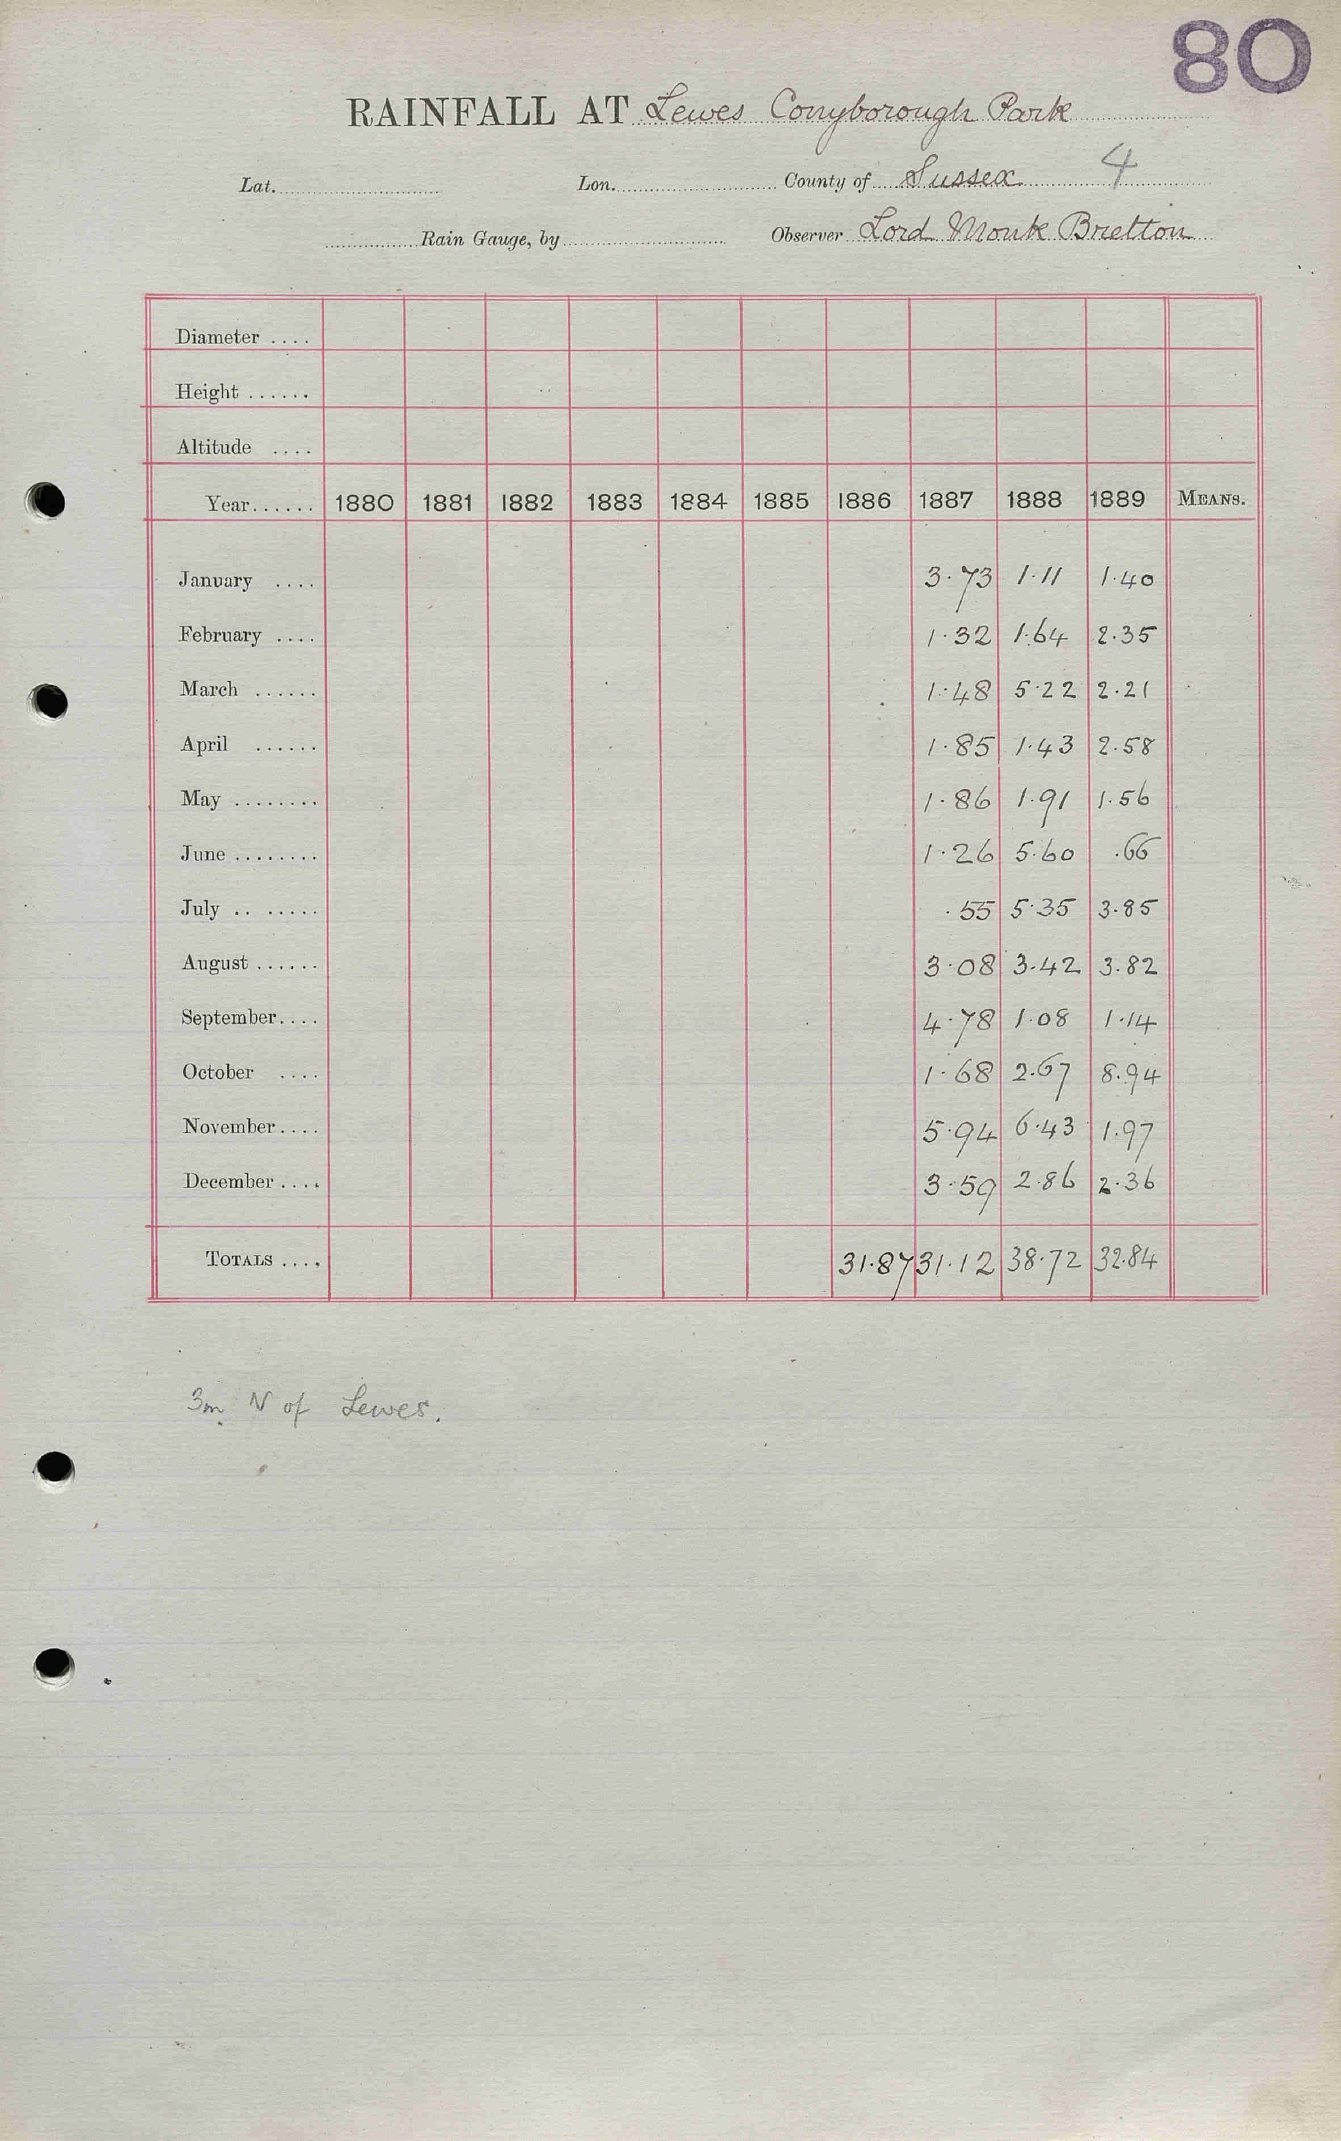 80
RAINFALL AT Lewes Conyborough Park
Lat. Lon. County of Sussex 4
Rain Gauge, by Observer Lord Monk Bretton
Diameter ....
Height ......
Altitude ....
Year...... 1880 1881 1882 1883 1884 1885 1886 1887 1888 1889 MEANS.
January .... 3.73 1.11 1.40
February .... 1.32 1.64 2.35
March ...... 1.48 5.22 2.21
April ...... 1.85 1.43 2.58
May ........ 1.86 1.91 1.56
June ........ 1.26 5.60 .66
July .. ...... .55 5.35 3.85
August ...... 3.08 3.42 3.82
September.... 4.78 1.08 1.14
October .... 1.68 2.67 8.94
November.... 5.94 6.43 1.97
December .... 3.59 2.86 2.36
TOTALS .... 31.87 31.12 38.72 32.84
3m N of Lewes.